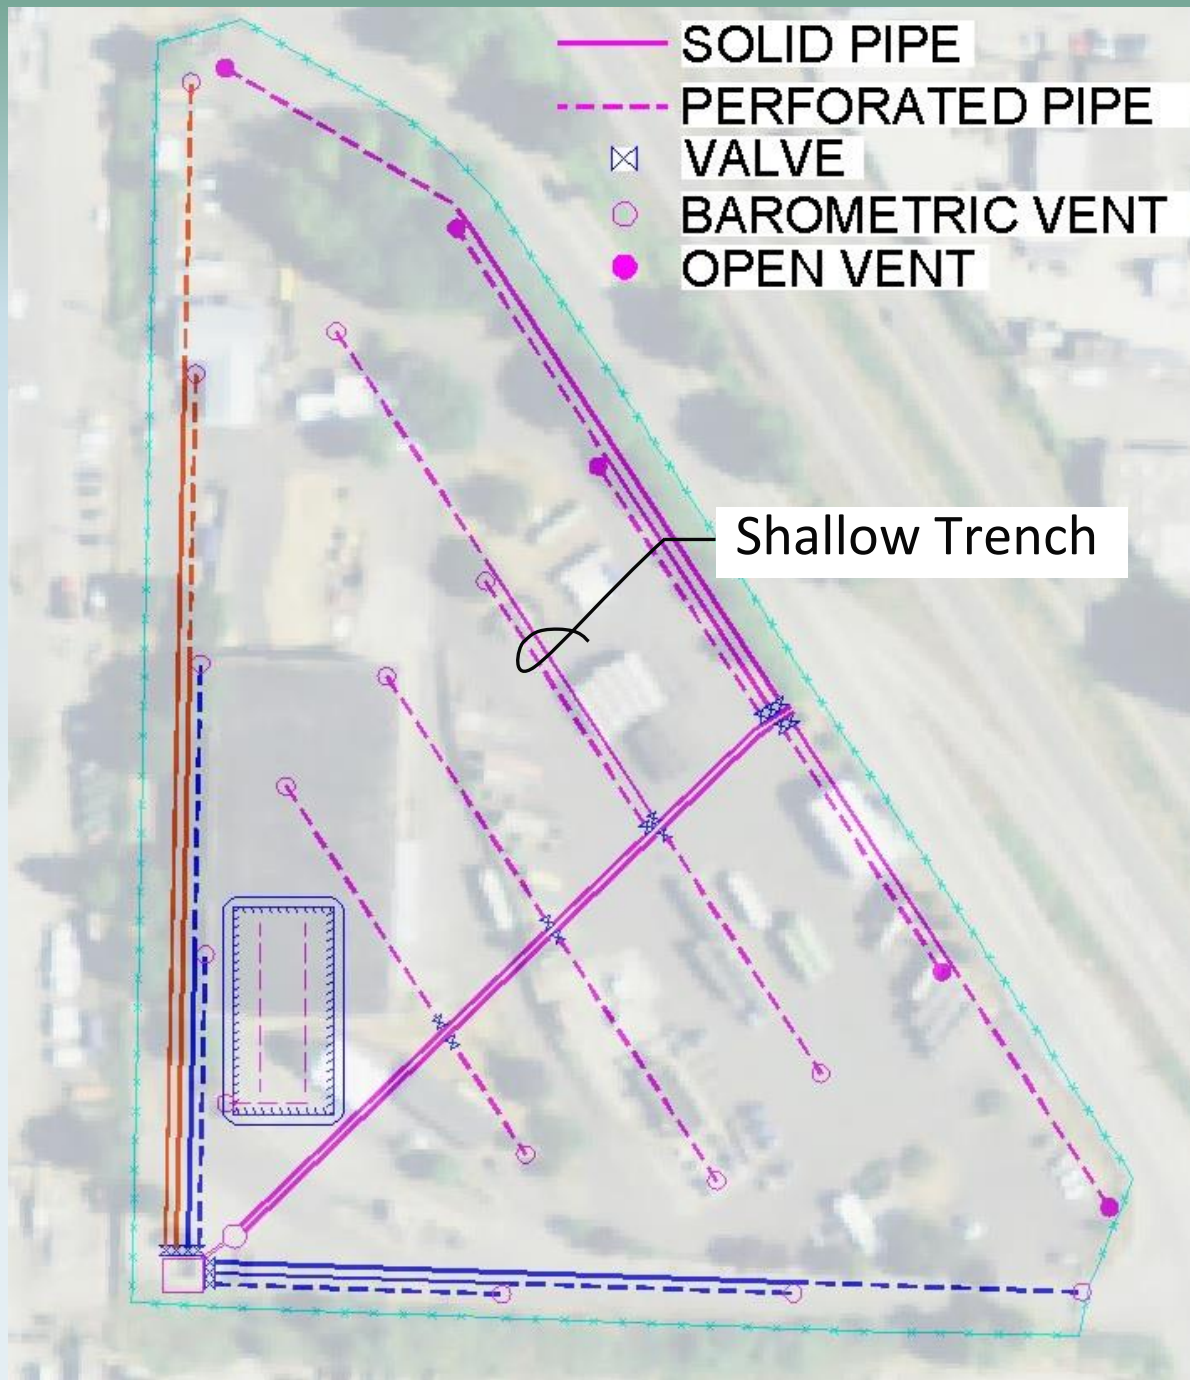 SOLID PIPE
PERFORATED PIPE
VALVE
BAROMETRIC VENT
OPEN VENT
Shallow Trench